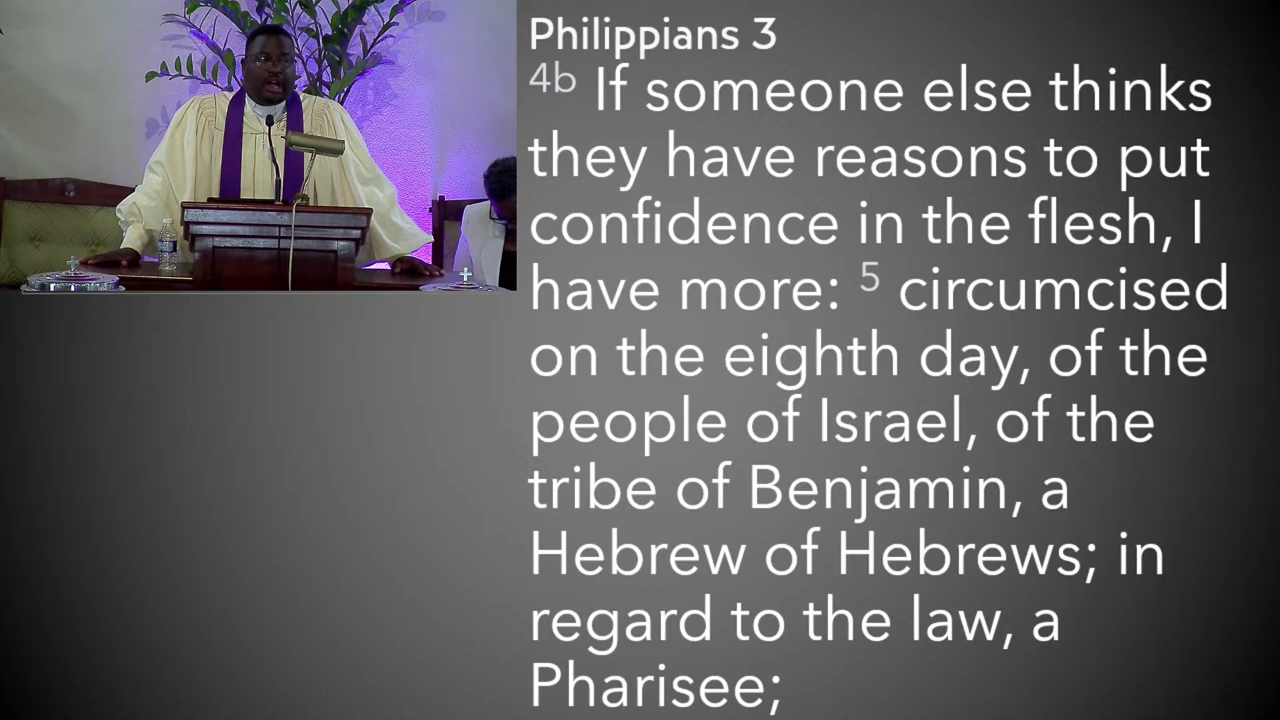 Philippians 3
4b If someone else thinks
they have reasons to put
confidence in the flesh, I
have more: 5 circumcised
on the eighth day, of the
people of Israel, of the
tribe of Benjamin, a
Hebrew of Hebrews; in
regard to the law, a
Pharisee;